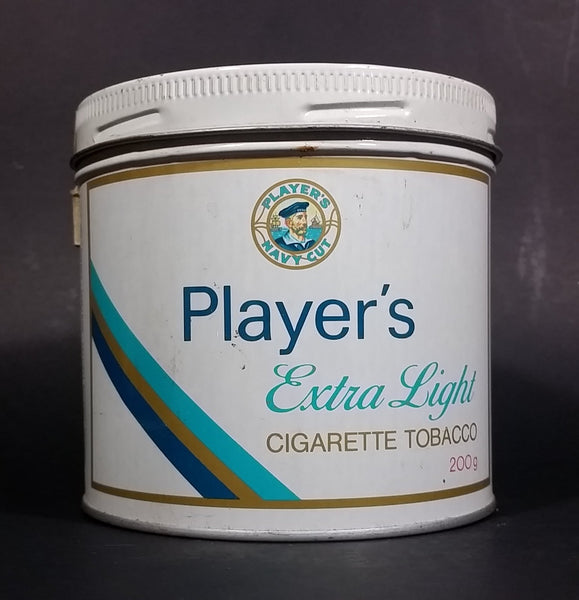 PLAYER'S
NAVY CUT
Player's
Extra Light
CIGARETTE TOBACCO
200g